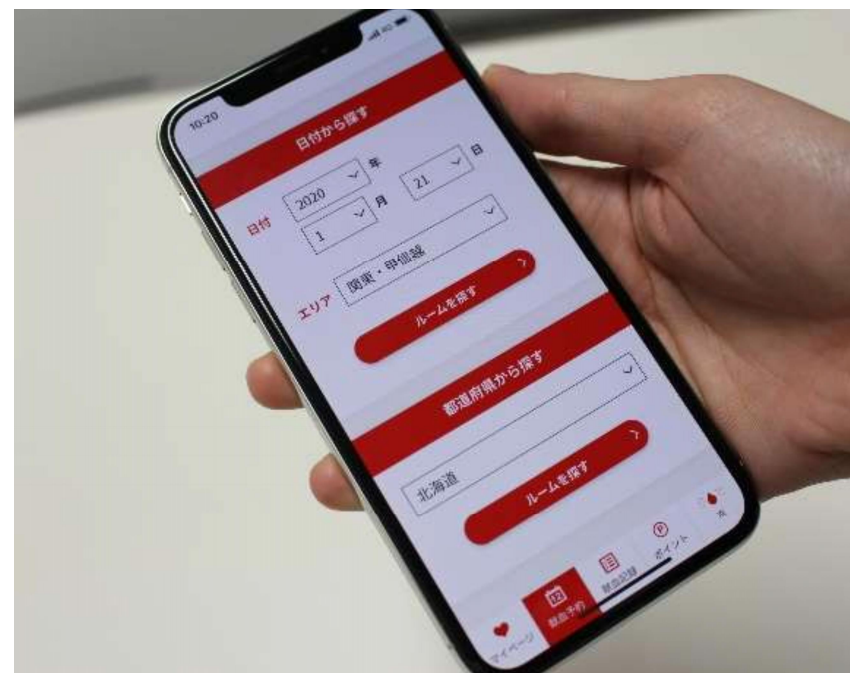 10:20
4G
日付から探す
日付
2020 年
1 月 21 日
エリア 関東・甲信越
ルームを探す
都道府県から探す
北海道
ルームを探す
マイページ
12
献血予約
献血記録
P
ポイント